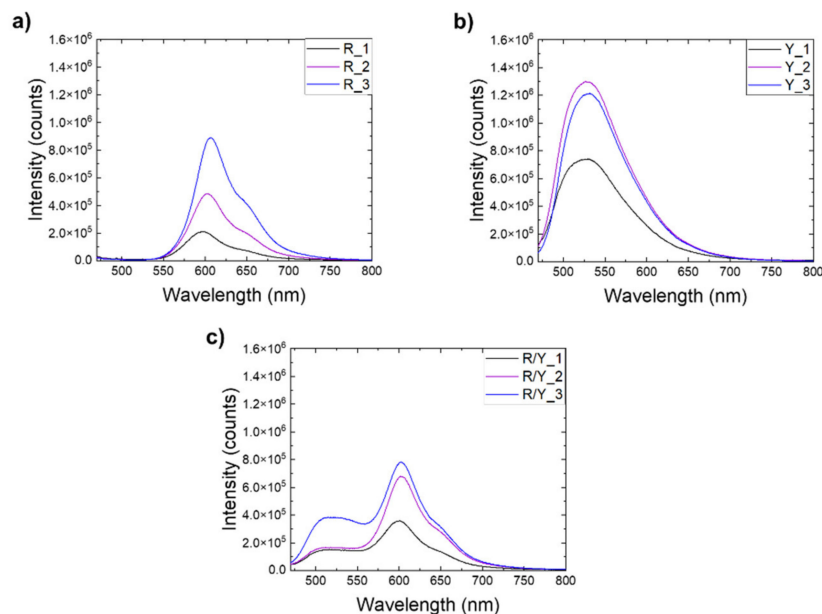 a)
1.6×10⁶
1.4×10⁶
1.2×10⁶
1.0×10⁶
8.0×10⁵
6.0×10⁵
4.0×10⁵
2.0×10⁵
0.0
Intensity (counts)
R_1
R_2
R_3
500 550 600 650 700 750 800
Wavelength (nm)
b)
1.6×10⁶
1.4×10⁶
1.2×10⁶
1.0×10⁶
8.0×10⁵
6.0×10⁵
4.0×10⁵
2.0×10⁵
0.0
Intensity (counts)
Y_1
Y_2
Y_3
500 550 600 650 700 750 800
Wavelength (nm)
c)
1.6×10⁶
1.4×10⁶
1.2×10⁶
1.0×10⁶
8.0×10⁵
6.0×10⁵
4.0×10⁵
2.0×10⁵
0.0
Intensity (counts)
R/Y_1
R/Y_2
R/Y_3
500 550 600 650 700 750 800
Wavelength (nm)